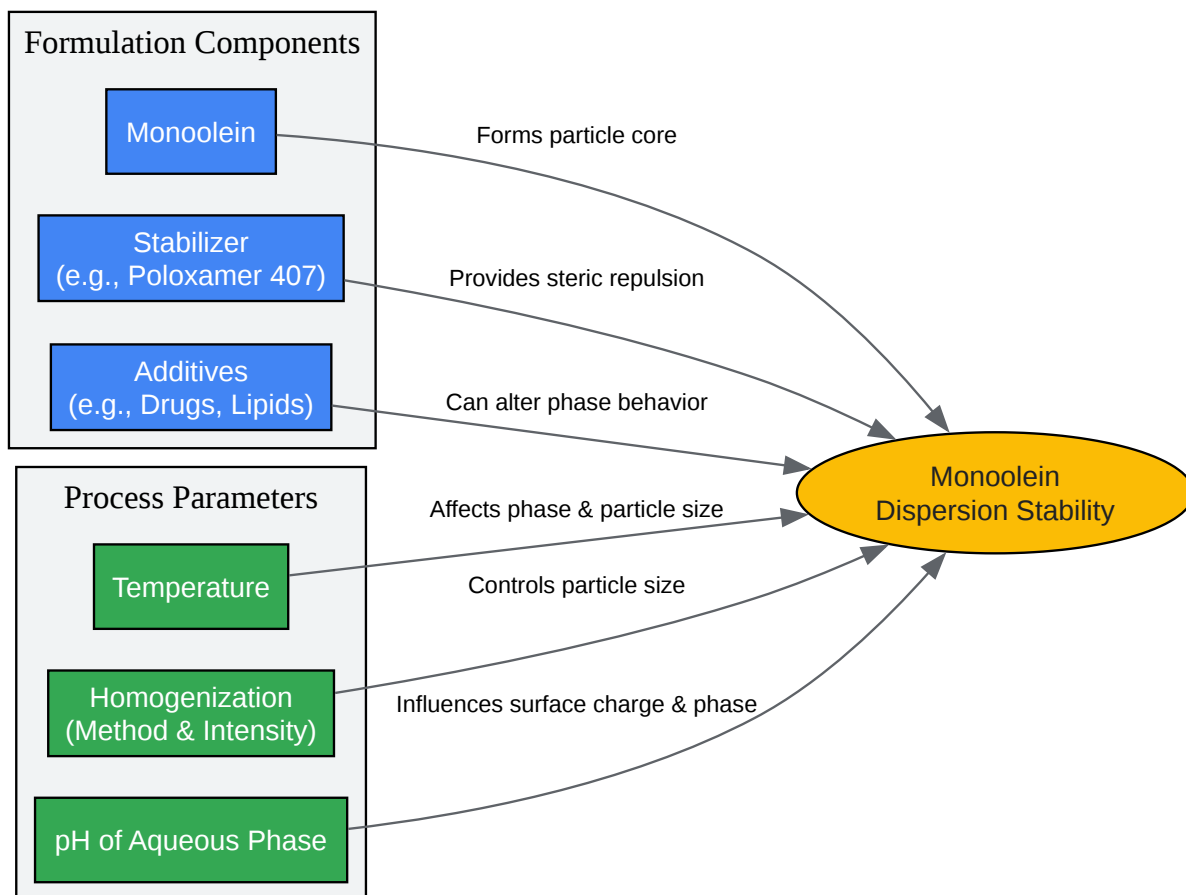 Formulation Components
Monoolein
Forms particle core
Stabilizer
(e.g., Poloxamer 407)
Provides steric repulsion
Additives
(e.g., Drugs, Lipids)
Can alter phase behavior
Monoolein
Dispersion Stability
Process Parameters
Temperature
Affects phase & particle size
Homogenization
(Method & Intensity)
Controls particle size
pH of Aqueous Phase
Influences surface charge & phase